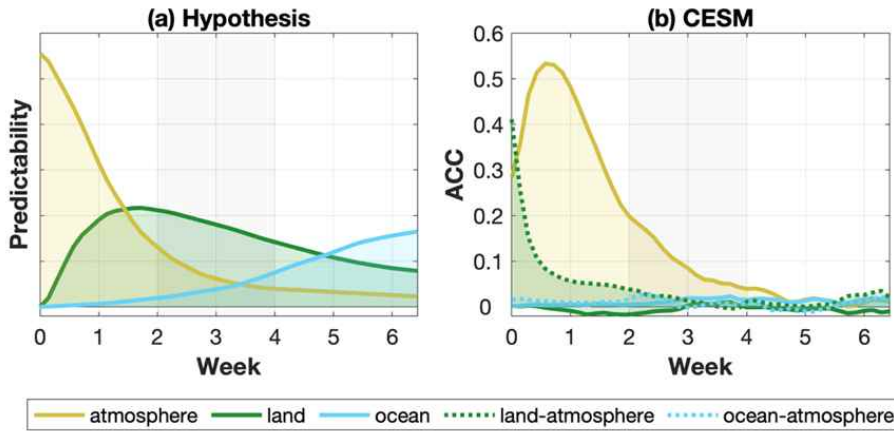 (a) Hypothesis
Predictability
0 1 2 3 4 5 6
Week
(b) CESM
ACC
0.6
0.5
0.4
0.3
0.2
0.1
0
0 1 2 3 4 5 6
Week
atmosphere land ocean land-atmosphere ocean-atmosphere